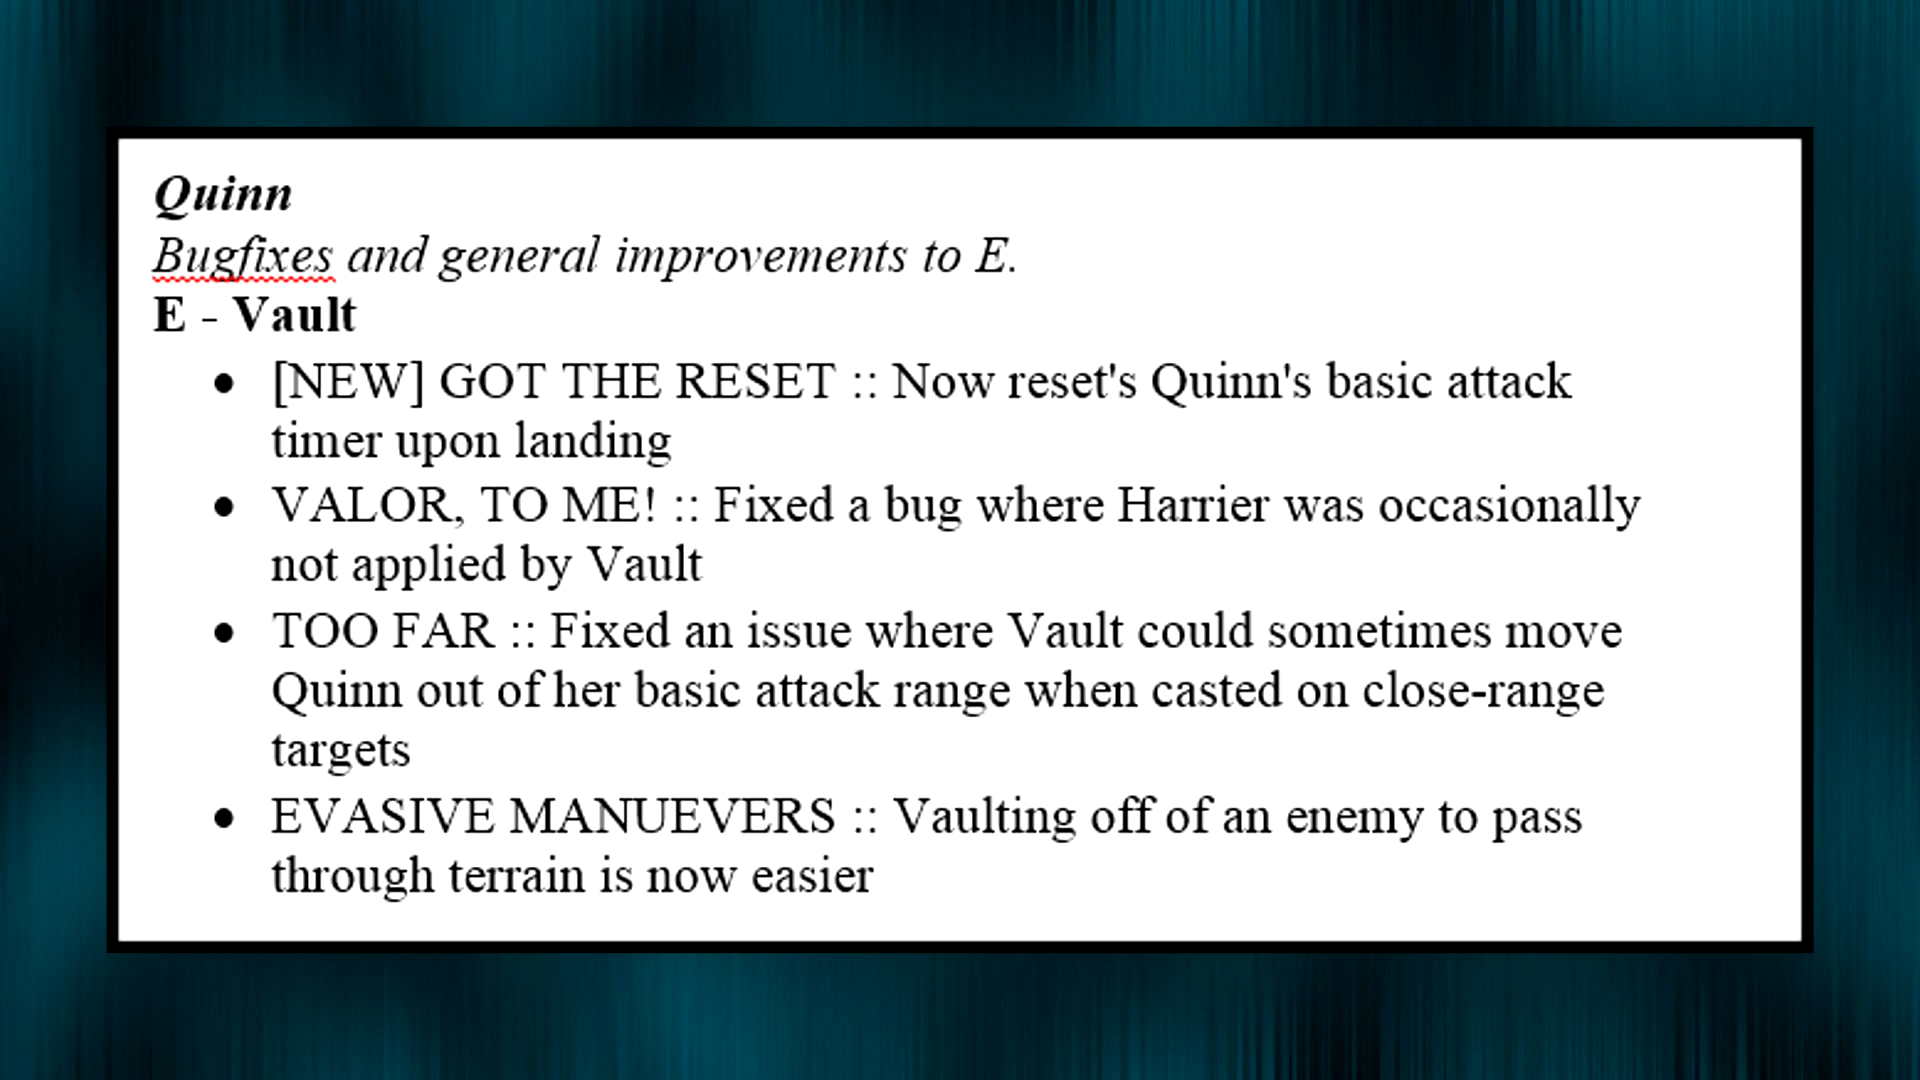 Quinn
Bugfixes and general improvements to E.
E - Vault
• [NEW] GOT THE RESET :: Now reset's Quinn's basic attack
timer upon landing
• VALOR, TO ME! :: Fixed a bug where Harrier was occasionally
not applied by Vault
• TOO FAR :: Fixed an issue where Vault could sometimes move
Quinn out of her basic attack range when casted on close-range
targets
• EVASIVE MANUEVERS :: Vaulting off of an enemy to pass
through terrain is now easier